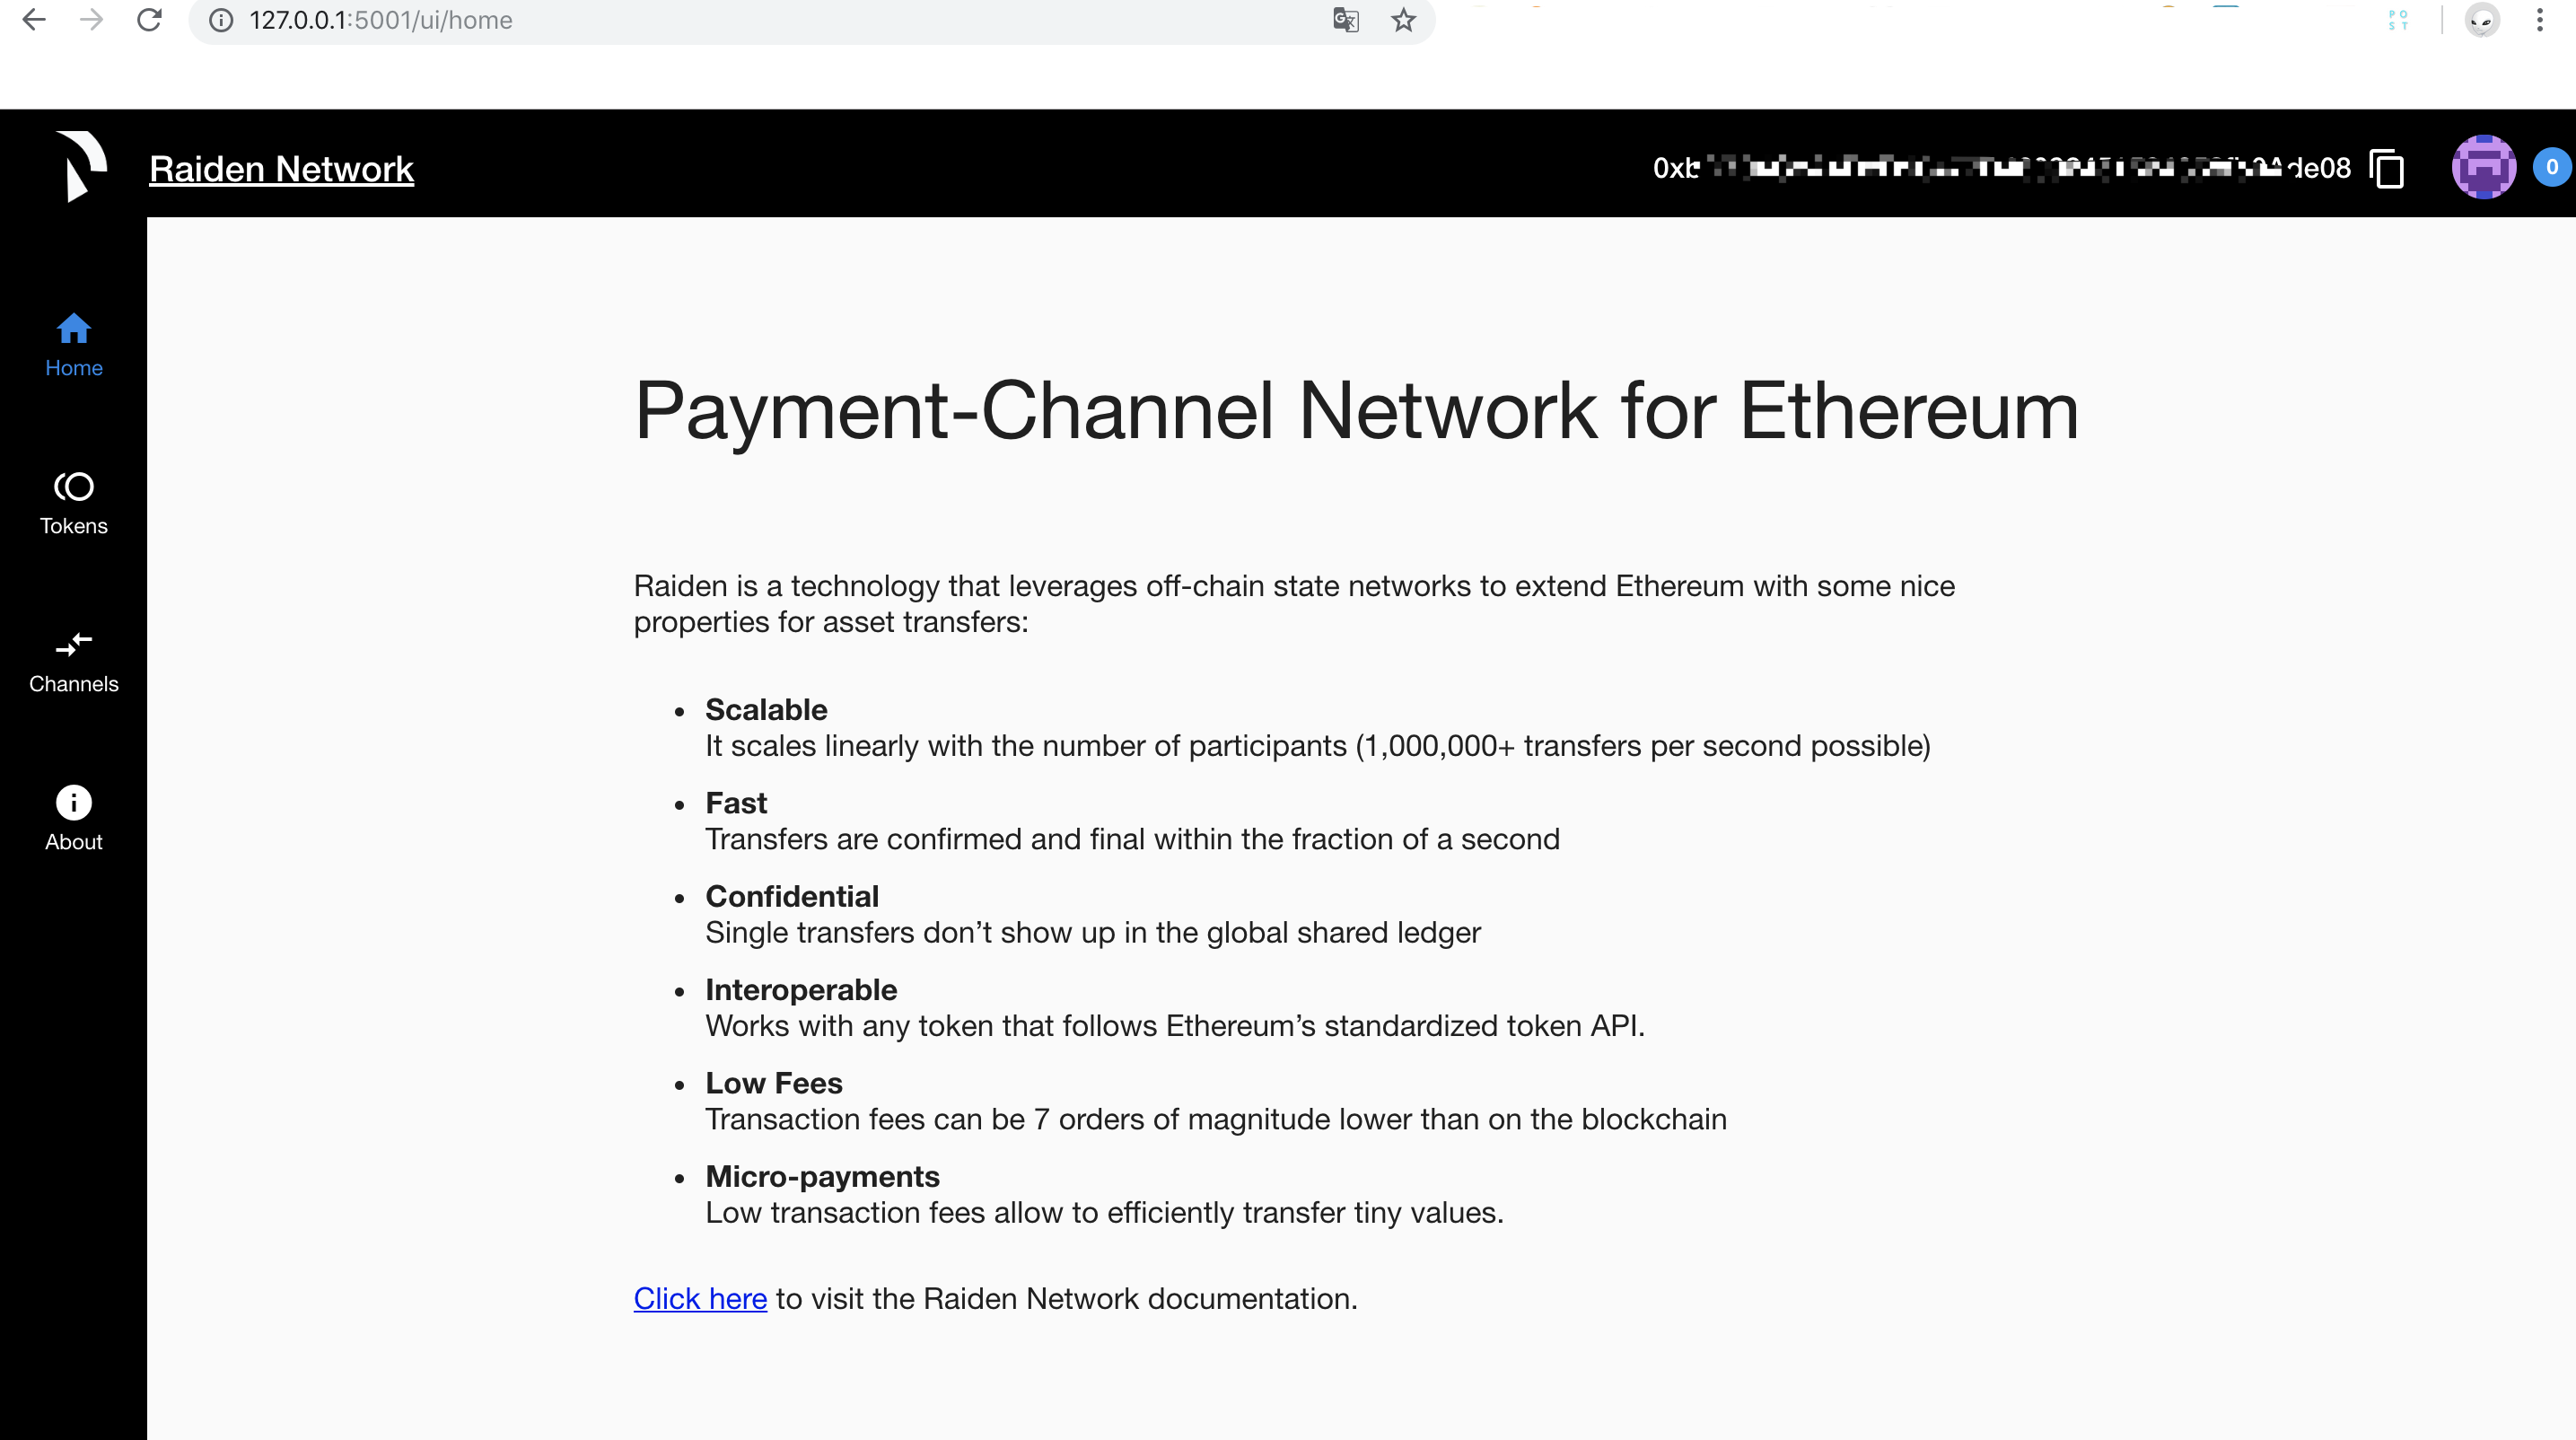 127.0.0.1:5001/ui/home
PO
ST
Raiden Network
0xb
de08
0
Home
Tokens
Channels
About
Payment-Channel Network for Ethereum
Raiden is a technology that leverages off-chain state networks to extend Ethereum with some nice
properties for asset transfers:
• Scalable
It scales linearly with the number of participants (1,000,000+ transfers per second possible)
• Fast
Transfers are confirmed and final within the fraction of a second
• Confidential
Single transfers don’t show up in the global shared ledger
• Interoperable
Works with any token that follows Ethereum’s standardized token API.
• Low Fees
Transaction fees can be 7 orders of magnitude lower than on the blockchain
• Micro-payments
Low transaction fees allow to efficiently transfer tiny values.
Click here to visit the Raiden Network documentation.